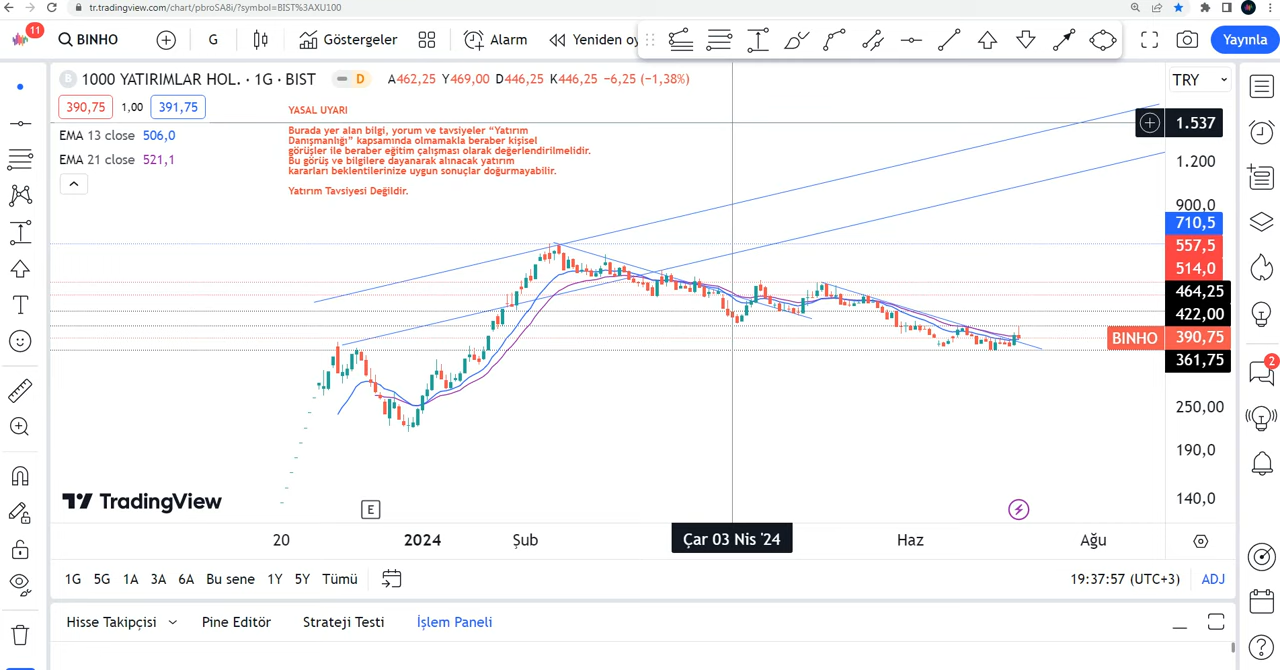 tr.tradingview.com/chart/pbroSA8i/?symbol=BIST%3AXU100
11
BINHO
G
Göstergeler
Alarm
Yeniden oy
Yayınla
B 1000 YATIRIMLAR HOL. · 1G · BIST
D
A462,25 Y469,00 D446,25 K446,25 −6,25 (−1,38%)
TRY
390,75 1,00 391,75
EMA 13 close 506,0
EMA 21 close 521,1
YASAL UYARI
Burada yer alan bilgi, yorum ve tavsiyeler “Yatırım
Danışmanlığı” kapsamında olmamakla beraber kişisel
görüşler ile beraber eğitim çalışması olarak değerlendirilmelidir.
Bu görüş ve bilgilere dayanarak alınacak yatırım
kararları beklentilerinize uygun sonuçlar doğurmayabilir.
Yatırım Tavsiyesi Değildir.
1.537
1.200
900,0
710,5
557,5
514,0
464,25
422,00
BINHO 390,75
361,75
250,00
190,0
140,0
2
TradingView
E
20 2024 Şub Çar 03 Nis '24 Haz Ağu
1G 5G 1A 3A 6A Bu sene 1Y 5Y Tümü
19:37:57 (UTC+3) ADJ
Hisse Takipçisi Pine Editör Strateji Testi İşlem Paneli